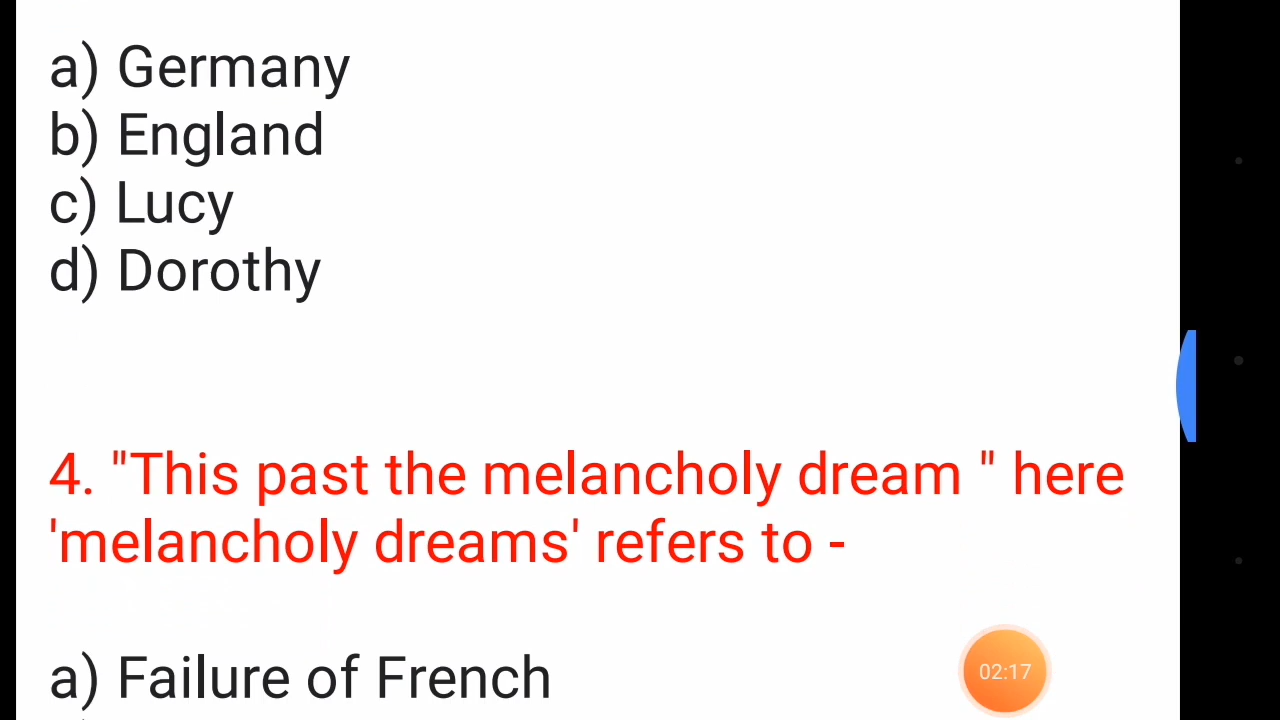 a) Germany
b) England
c) Lucy
d) Dorothy
4. "This past the melancholy dream " here
'melancholy dreams' refers to -
a) Failure of French
02:17